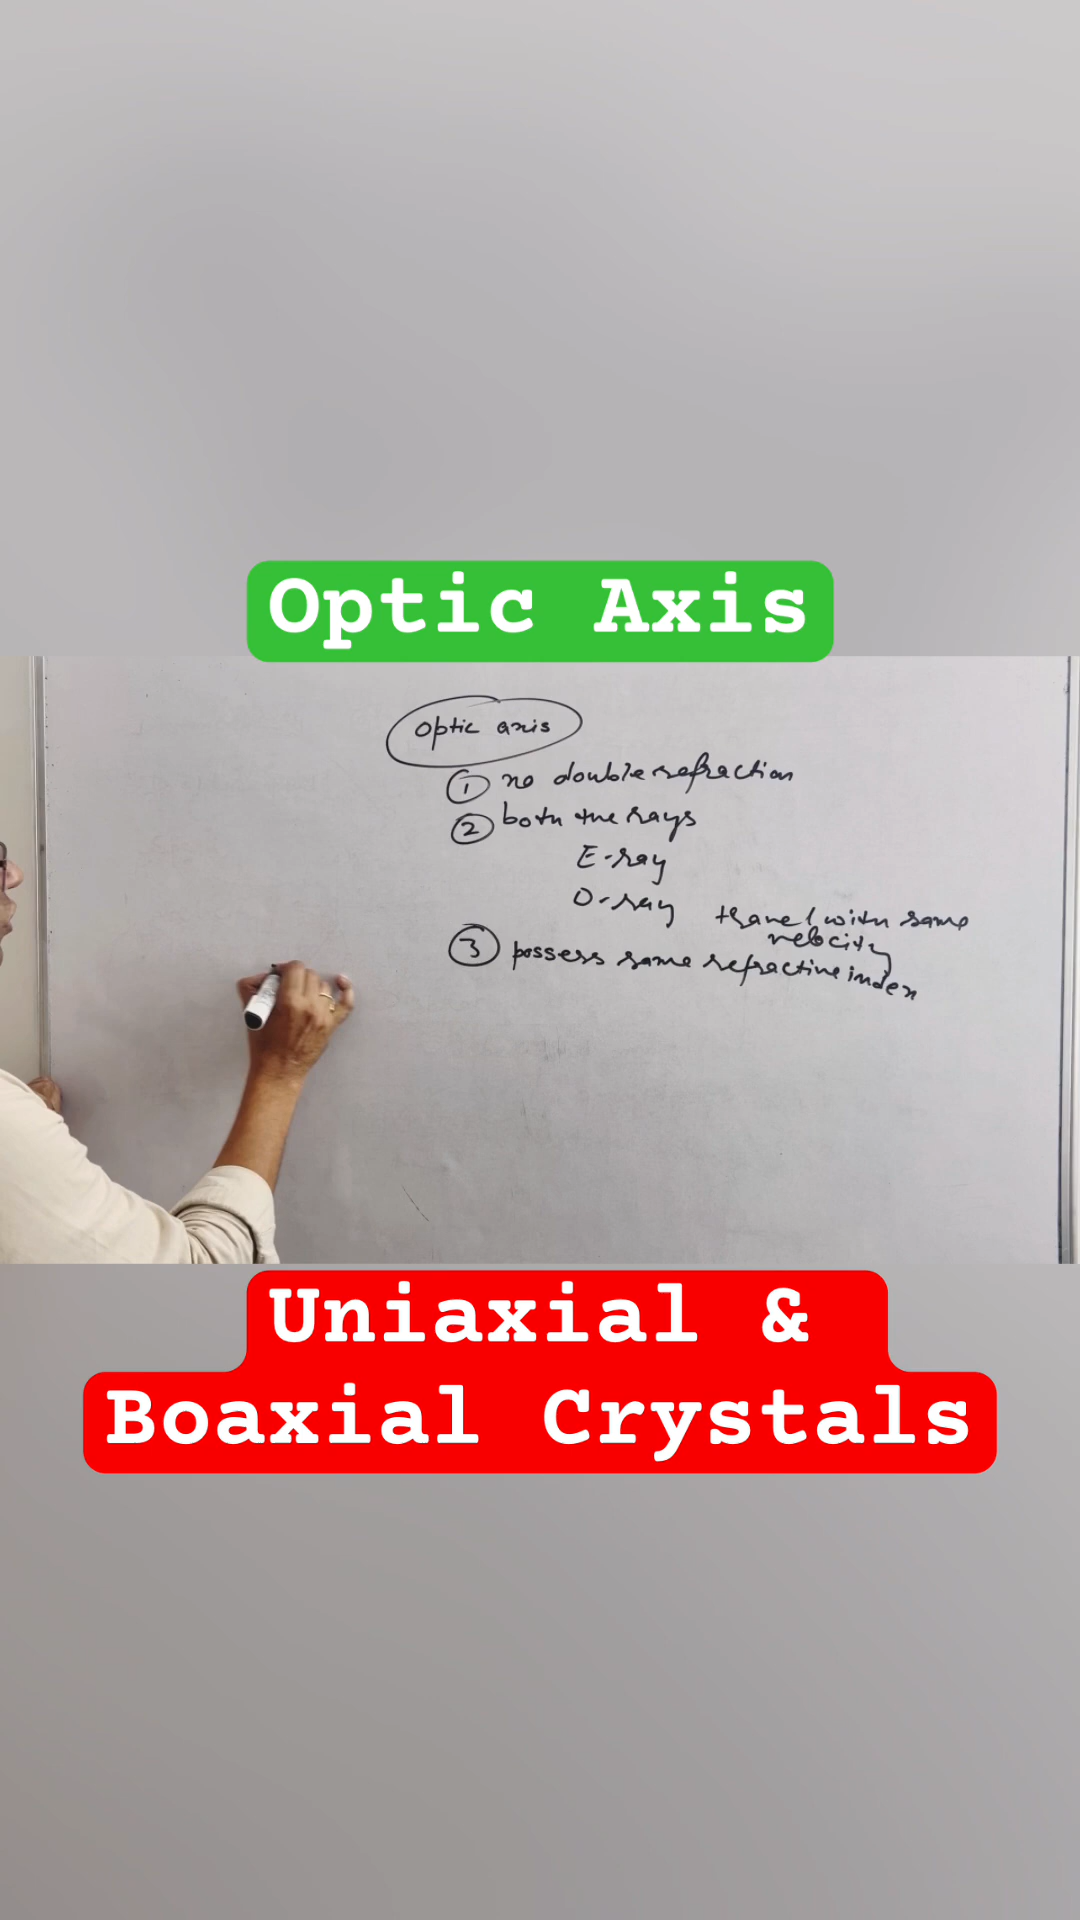 Optic Axis
optic axis
① no double refraction
② both the rays
E-ray
O-ray travel with same
velocity
③ possess same refractive index
Uniaxial &
Boaxial Crystals